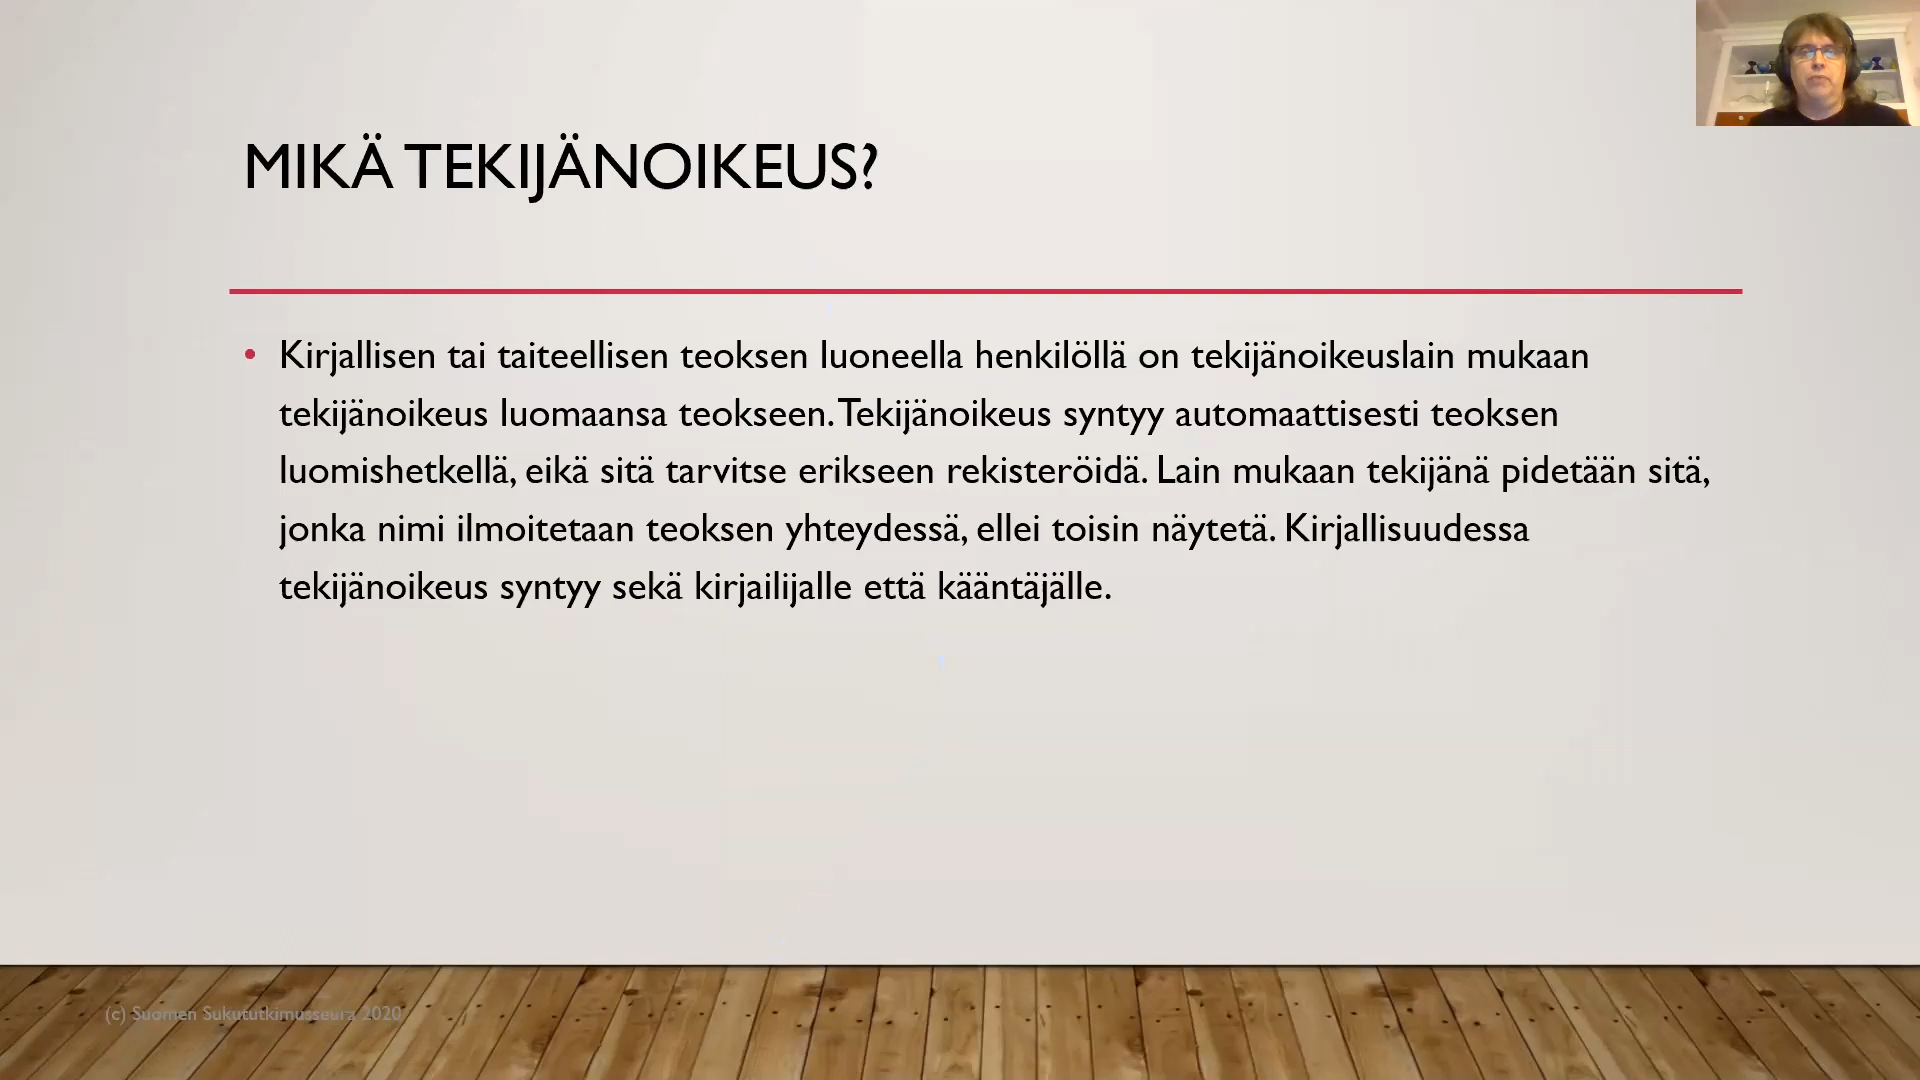 MIKÄ TEKIJÄNOIKEUS?
• Kirjallisen tai taiteellisen teoksen luoneella henkilöllä on tekijänoikeuslain mukaan
tekijänoikeus luomaansa teokseen. Tekijänoikeus syntyy automaattisesti teoksen
luomishetkellä, eikä sitä tarvitse erikseen rekisteröidä. Lain mukaan tekijänä pidetään sitä,
jonka nimi ilmoitetaan teoksen yhteydessä, ellei toisin näytetä. Kirjallisuudessa
tekijänoikeus syntyy sekä kirjailijalle että kääntäjälle.
(c) Suomen Sukututkimusseura 2020